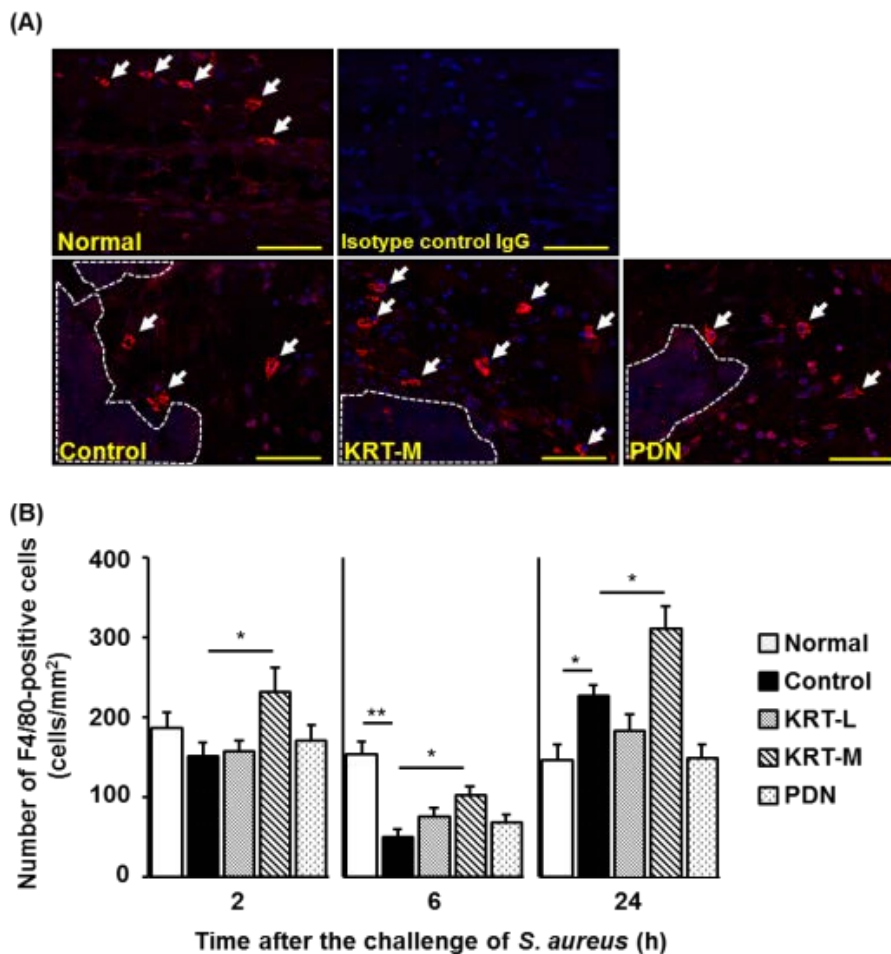 (A)
Normal
Isotype control IgG
Control
KRT-M
PDN
(B)
Number of F4/80-positive cells
(cells/mm²)
400
300
200
100
0
*
**
*
*
*
2
6
24
Time after the challenge of S. aureus (h)
Normal
Control
KRT-L
KRT-M
PDN